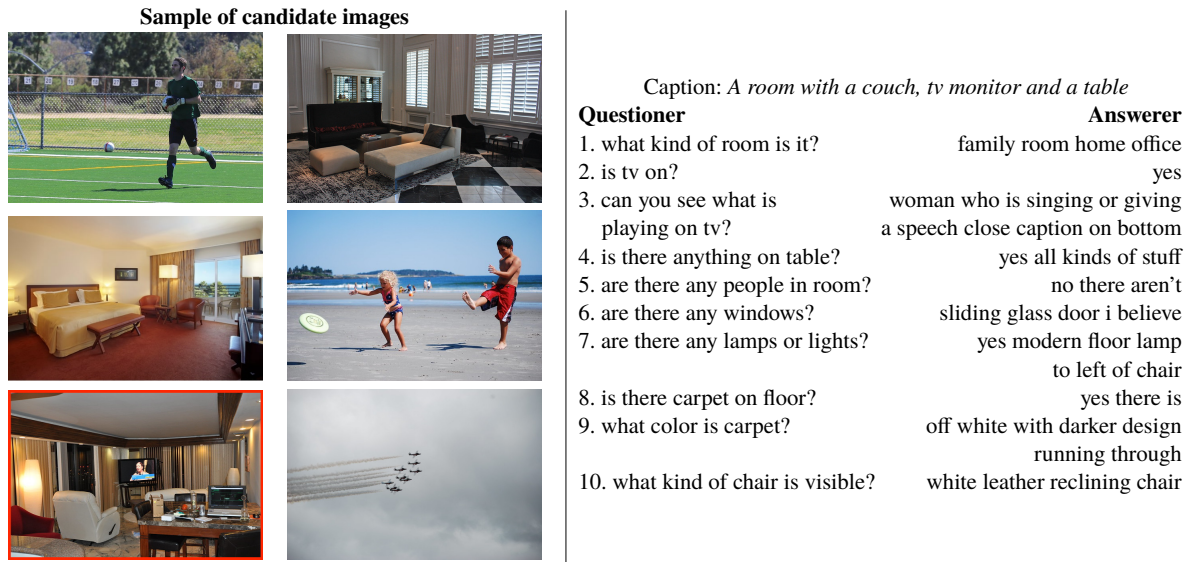 Sample of candidate images
Caption: A room with a couch, tv monitor and a table
Questioner Answerer
1. what kind of room is it? family room home office
2. is tv on? yes
3. can you see what is woman who is singing or giving
playing on tv? a speech close caption on bottom
4. is there anything on table? yes all kinds of stuff
5. are there any people in room? no there aren't
6. are there any windows? sliding glass door i believe
7. are there any lamps or lights? yes modern floor lamp
to left of chair
8. is there carpet on floor? yes there is
9. what color is carpet? off white with darker design
running through
10. what kind of chair is visible? white leather reclining chair